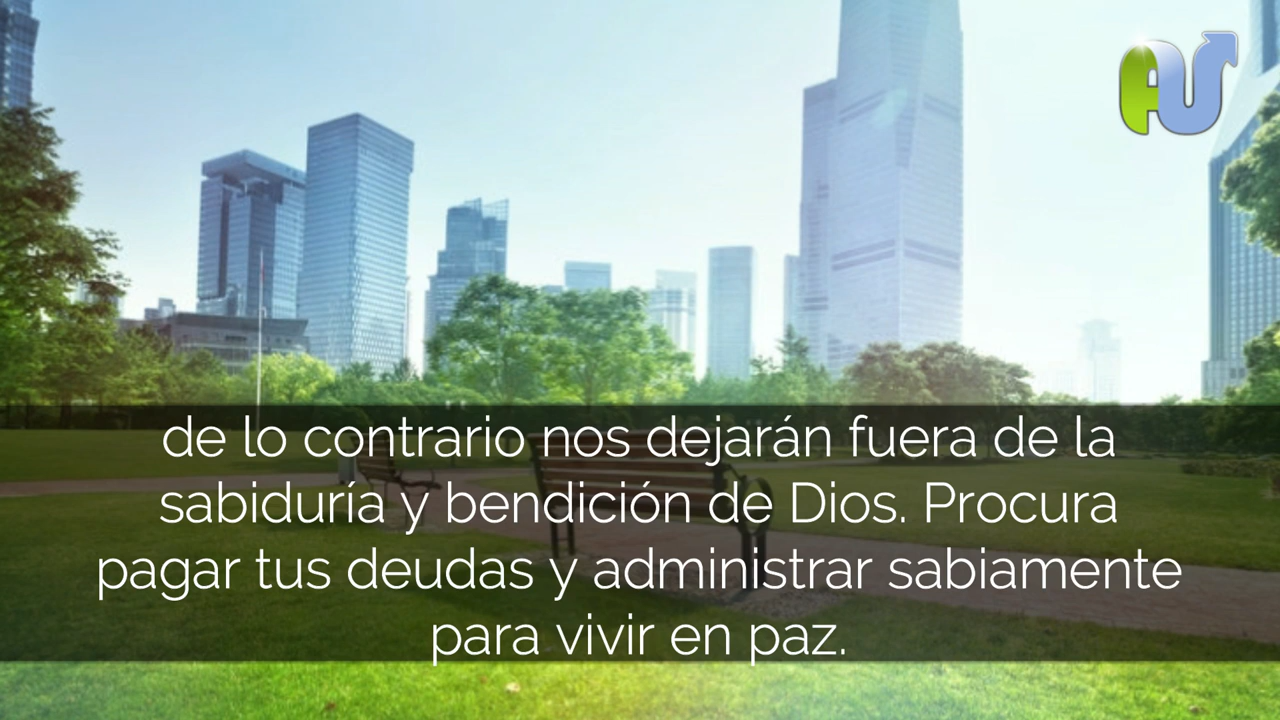 AU
de lo contrario nos dejarán fuera de la
sabiduría y bendición de Dios. Procura
pagar tus deudas y administrar sabiamente
para vivir en paz.